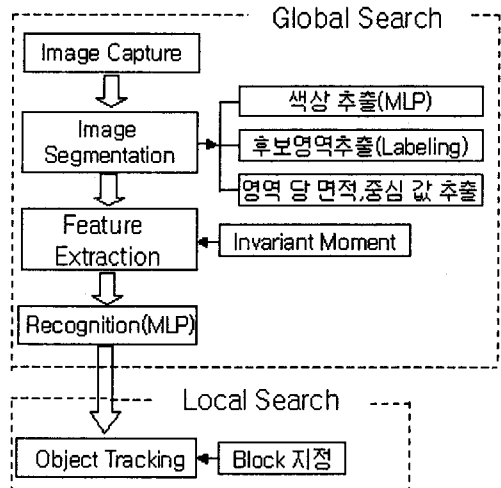 Global Search
Image Capture
Image
Segmentation
색상 추출(MLP)
후보영역추출(Labeling)
영역 당 면적,중심 값 추출
Feature
Extraction
Invariant Moment
Recognition(MLP)
Local Search
Object Tracking
Block 지정